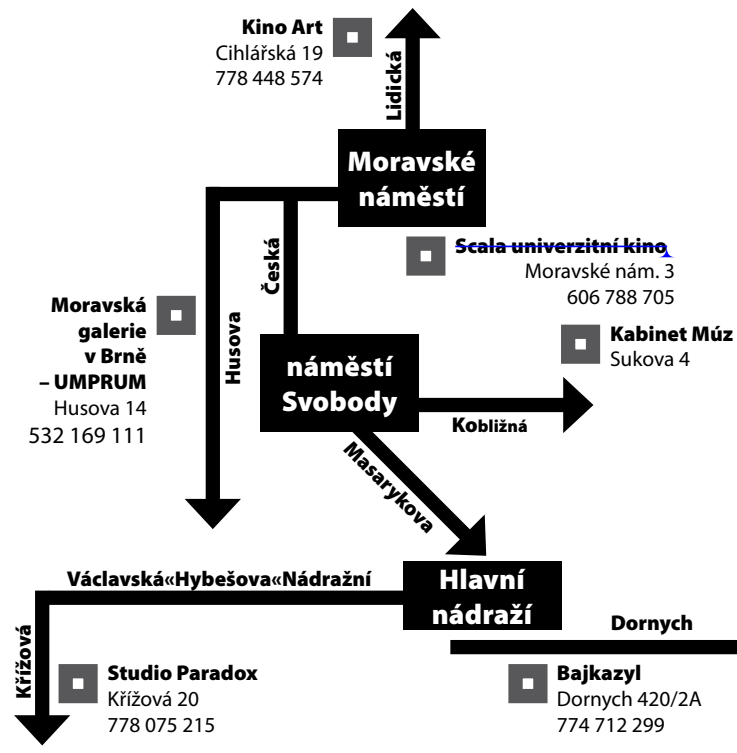 Kino Art
Cihlářská 19
778 448 574
Lidická
Moravské
náměstí
Scala univerzitní kino
Moravské nám. 3
606 788 705
Česká
Husova
Moravská
galerie
v Brně
– UMPRUM
Husova 14
532 169 111
Kabinet Múz
Sukova 4
náměstí
Svobody
Kobližná
Masarykova
Václavská«Hybešova«Nádražní
Hlavní
nádraží
Dornych
Křížová
Studio Paradox
Křížová 20
778 075 215
Bajkazyl
Dornych 420/2A
774 712 299